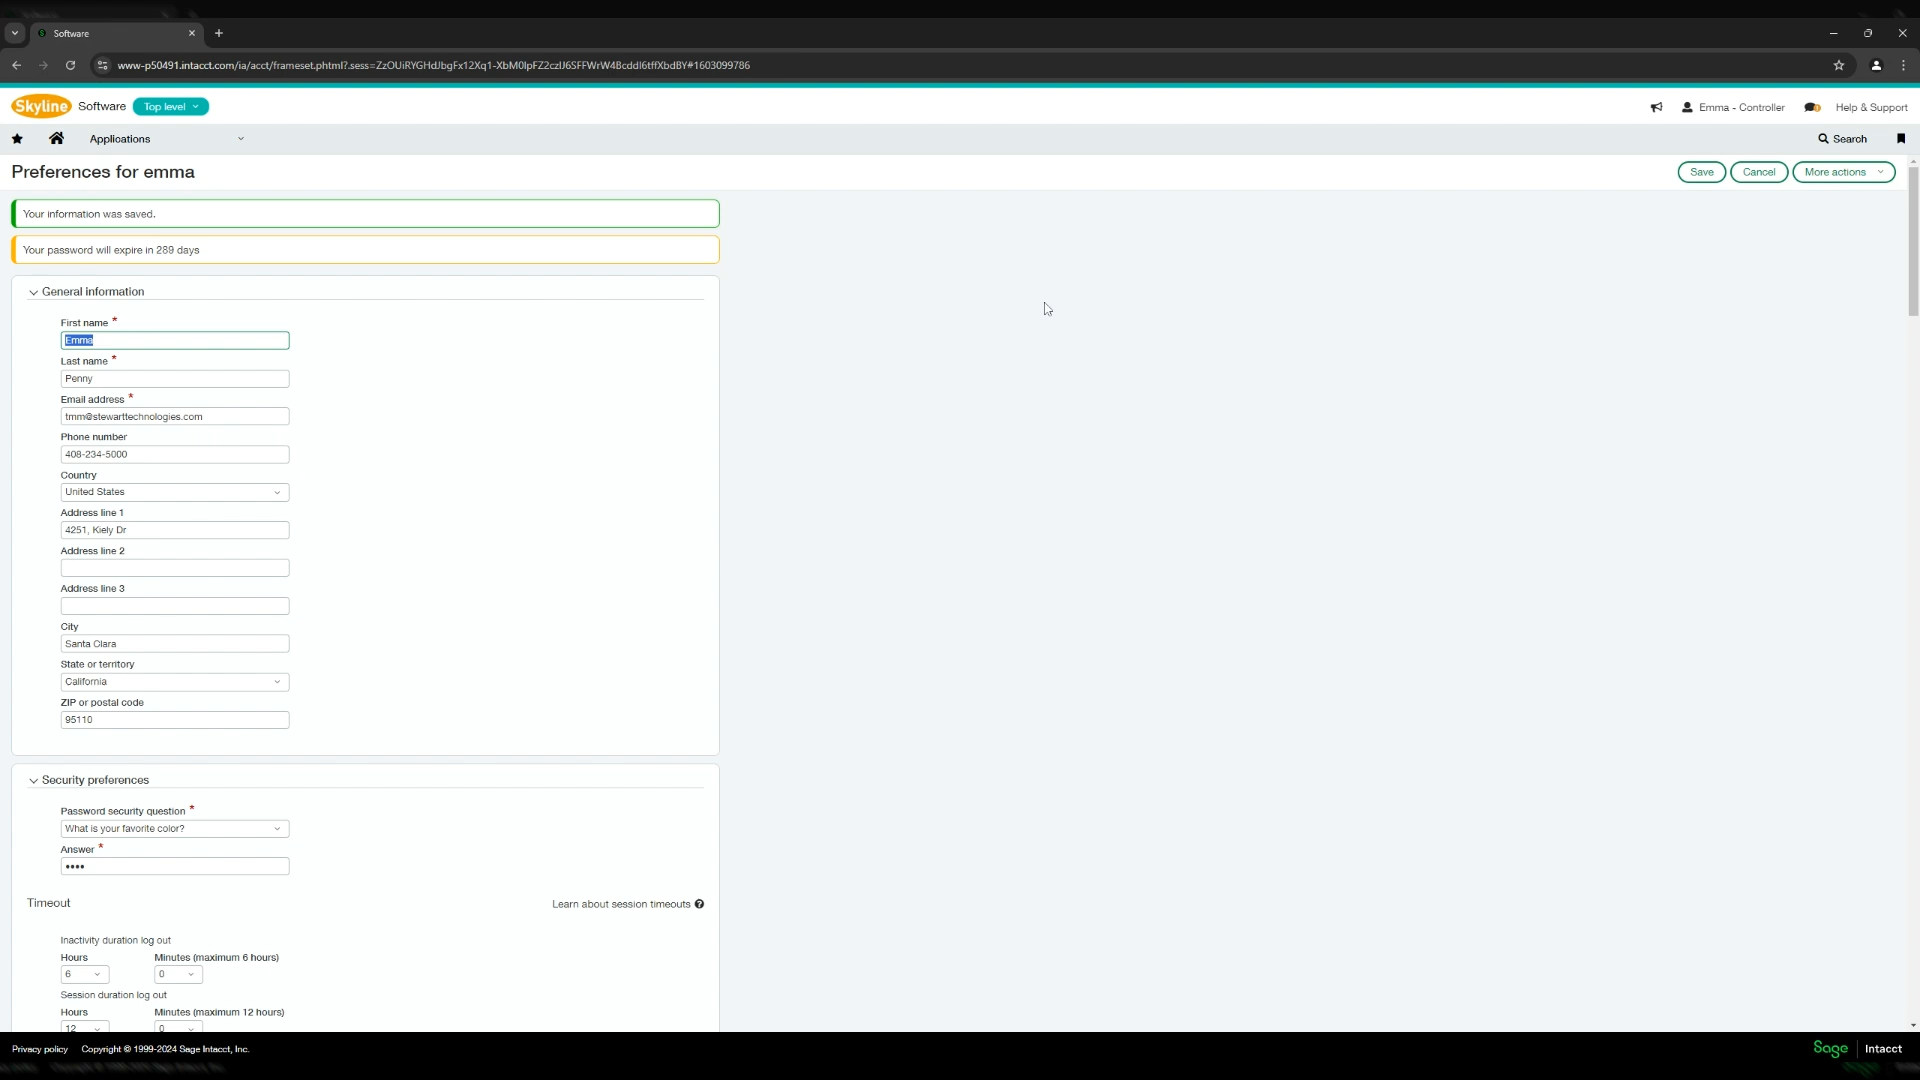 Software
www-p50491.intacct.com/ia/acct/frameset.phtml?.sess=ZzOUiRYGHdJbgFx12Xq1-XbM0IpFZ2czIJ6SFFWrW4Bcddl6tffXbdBY#1603099786
Skyline Software Top level
Emma - Controller Help & Support
Applications
Search
Preferences for emma
Save Cancel More actions
Your information was saved.
Your password will expire in 289 days
General information
First name *
Emma
Last name *
Penny
Email address *
tmm@stewarttechnologies.com
Phone number
408-234-5000
Country
United States
Address line 1
4251, Kiely Dr
Address line 2
Address line 3
City
Santa Clara
State or territory
California
ZIP or postal code
95110
Security preferences
Password security question *
What is your favorite color?
Answer *
••••
Timeout
Learn about session timeouts
Inactivity duration log out
Hours Minutes (maximum 6 hours)
6 0
Session duration log out
Hours Minutes (maximum 12 hours)
12 0
Privacy policy Copyright © 1999-2024 Sage Intacct, Inc.
Sage Intacct